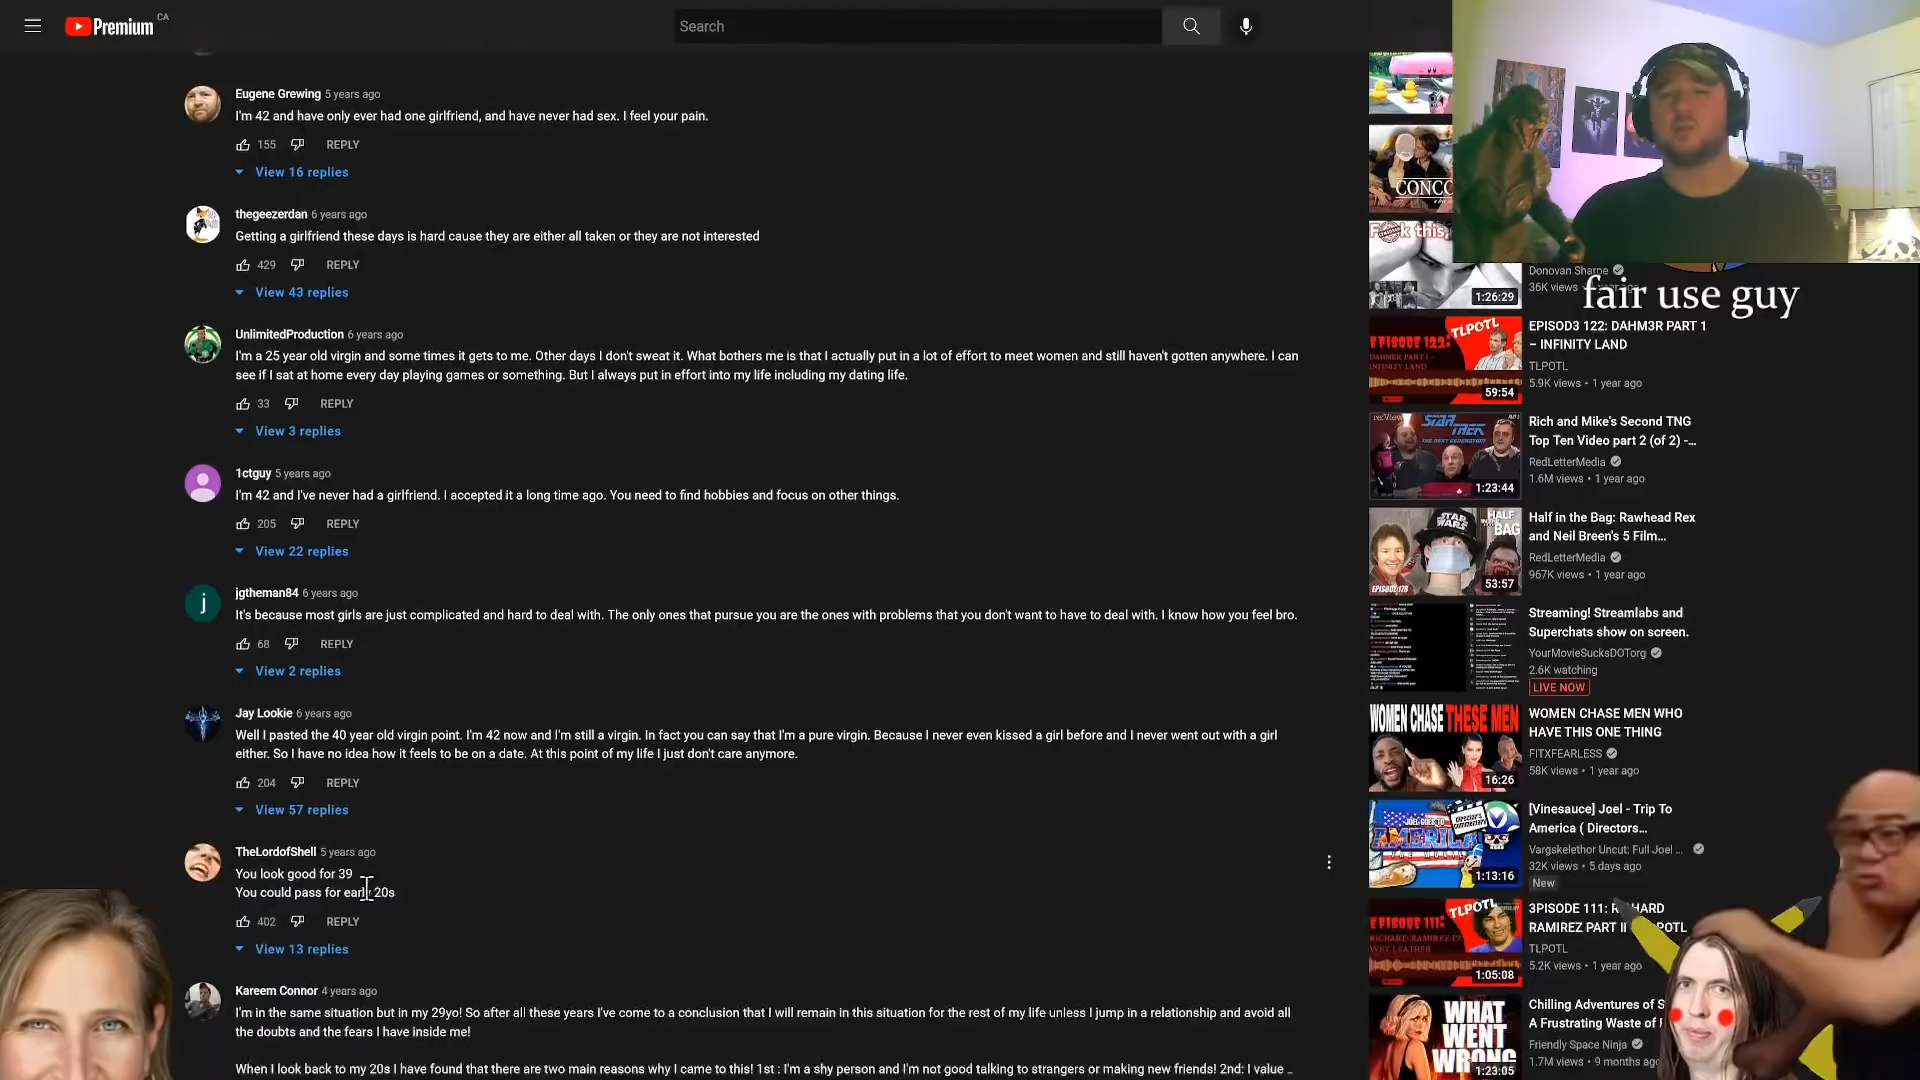 Premium
CA
Search
Eugene Grewing 5 years ago
I'm 42 and have only ever had one girlfriend, and have never had sex. I feel your pain.
155 REPLY
View 16 replies
thegeezerdan 6 years ago
Getting a girlfriend these days is hard cause they are either all taken or they are not interested
429 REPLY
View 43 replies
UnlimitedProduction 6 years ago
I'm a 25 year old virgin and some times it gets to me. Other days I don't sweat it. What bothers me is that I actually put in a lot of effort to meet women and still haven't gotten anywhere. I can
see if I sat at home every day playing games or something. But I always put in effort into my life including my dating life.
33 REPLY
View 3 replies
1ctguy 5 years ago
I'm 42 and I've never had a girlfriend. I accepted it a long time ago. You need to find hobbies and focus on other things.
205 REPLY
View 22 replies
j
jgtheman84 6 years ago
It's because most girls are just complicated and hard to deal with. The only ones that pursue you are the ones with problems that you don't want to have to deal with. I know how you feel bro.
68 REPLY
View 2 replies
Jay Lookie 6 years ago
Well I pasted the 40 year old virgin point. I'm 42 now and I'm still a virgin. In fact you can say that I'm a pure virgin. Because I never even kissed a girl before and I never went out with a girl
either. So I have no idea how it feels to be on a date. At this point of my life I just don't care anymore.
204 REPLY
View 57 replies
TheLordofShell 5 years ago
You look good for 39
You could pass for early 20s
402 REPLY
View 13 replies
Kareem Connor 4 years ago
I'm in the same situation but in my 29yo! So after all these years I've come to a conclusion that I will remain in this situation for the rest of my life unless I jump in a relationship and avoid all
the doubts and the fears I have inside me!
When I look back to my 20s I have found that there are two main reasons why I came to this! 1st : I'm a shy person and I'm not good talking to strangers or making new friends! 2nd: I value
CONCO
this,
1:26:29
Donovan Sharpe
36K views
fair use guy
EPISODE 122:
TLPOTL
59:54
EPISOD3 122: DAHM3R PART 1
– INFINITY LAND
TLPOTL
5.9K views • 1 year ago
re:View
STAR TREK
THE NEXT GENERATION
1:23:44
Rich and Mike's Second TNG
Top Ten Video part 2 (of 2) -...
RedLetterMedia
1.6M views • 1 year ago
STAR WARS
HALF BAG
53:57
Half in the Bag: Rawhead Rex
and Neil Breen's 5 Film...
RedLetterMedia
967K views • 1 year ago
Streaming! Streamlabs and
Superchats show on screen.
YourMovieSucksDOTorg
2.6K watching
LIVE NOW
WOMEN CHASE THESE MEN
16:26
WOMEN CHASE MEN WHO
HAVE THIS ONE THING
FITXFEARLESS
58K views • 1 year ago
JOEL GOES TO
AMERICA
1:13:16
[Vinesauce] Joel - Trip To
America ( Directors...
Vargskelethor Uncut: Full Joel ...
32K views • 5 days ago
New
EPISODE 111:
TLPOTL
1:05:08
3PISODE 111:
RAMIREZ PART II
TLPOTL
5.2K views • 1 year ago
WHAT
WENT
WRONG
1:23:05
Chilling Adventures of
A Frustrating Waste of
Friendly Space Ninja
1.7M views • 9 months ago